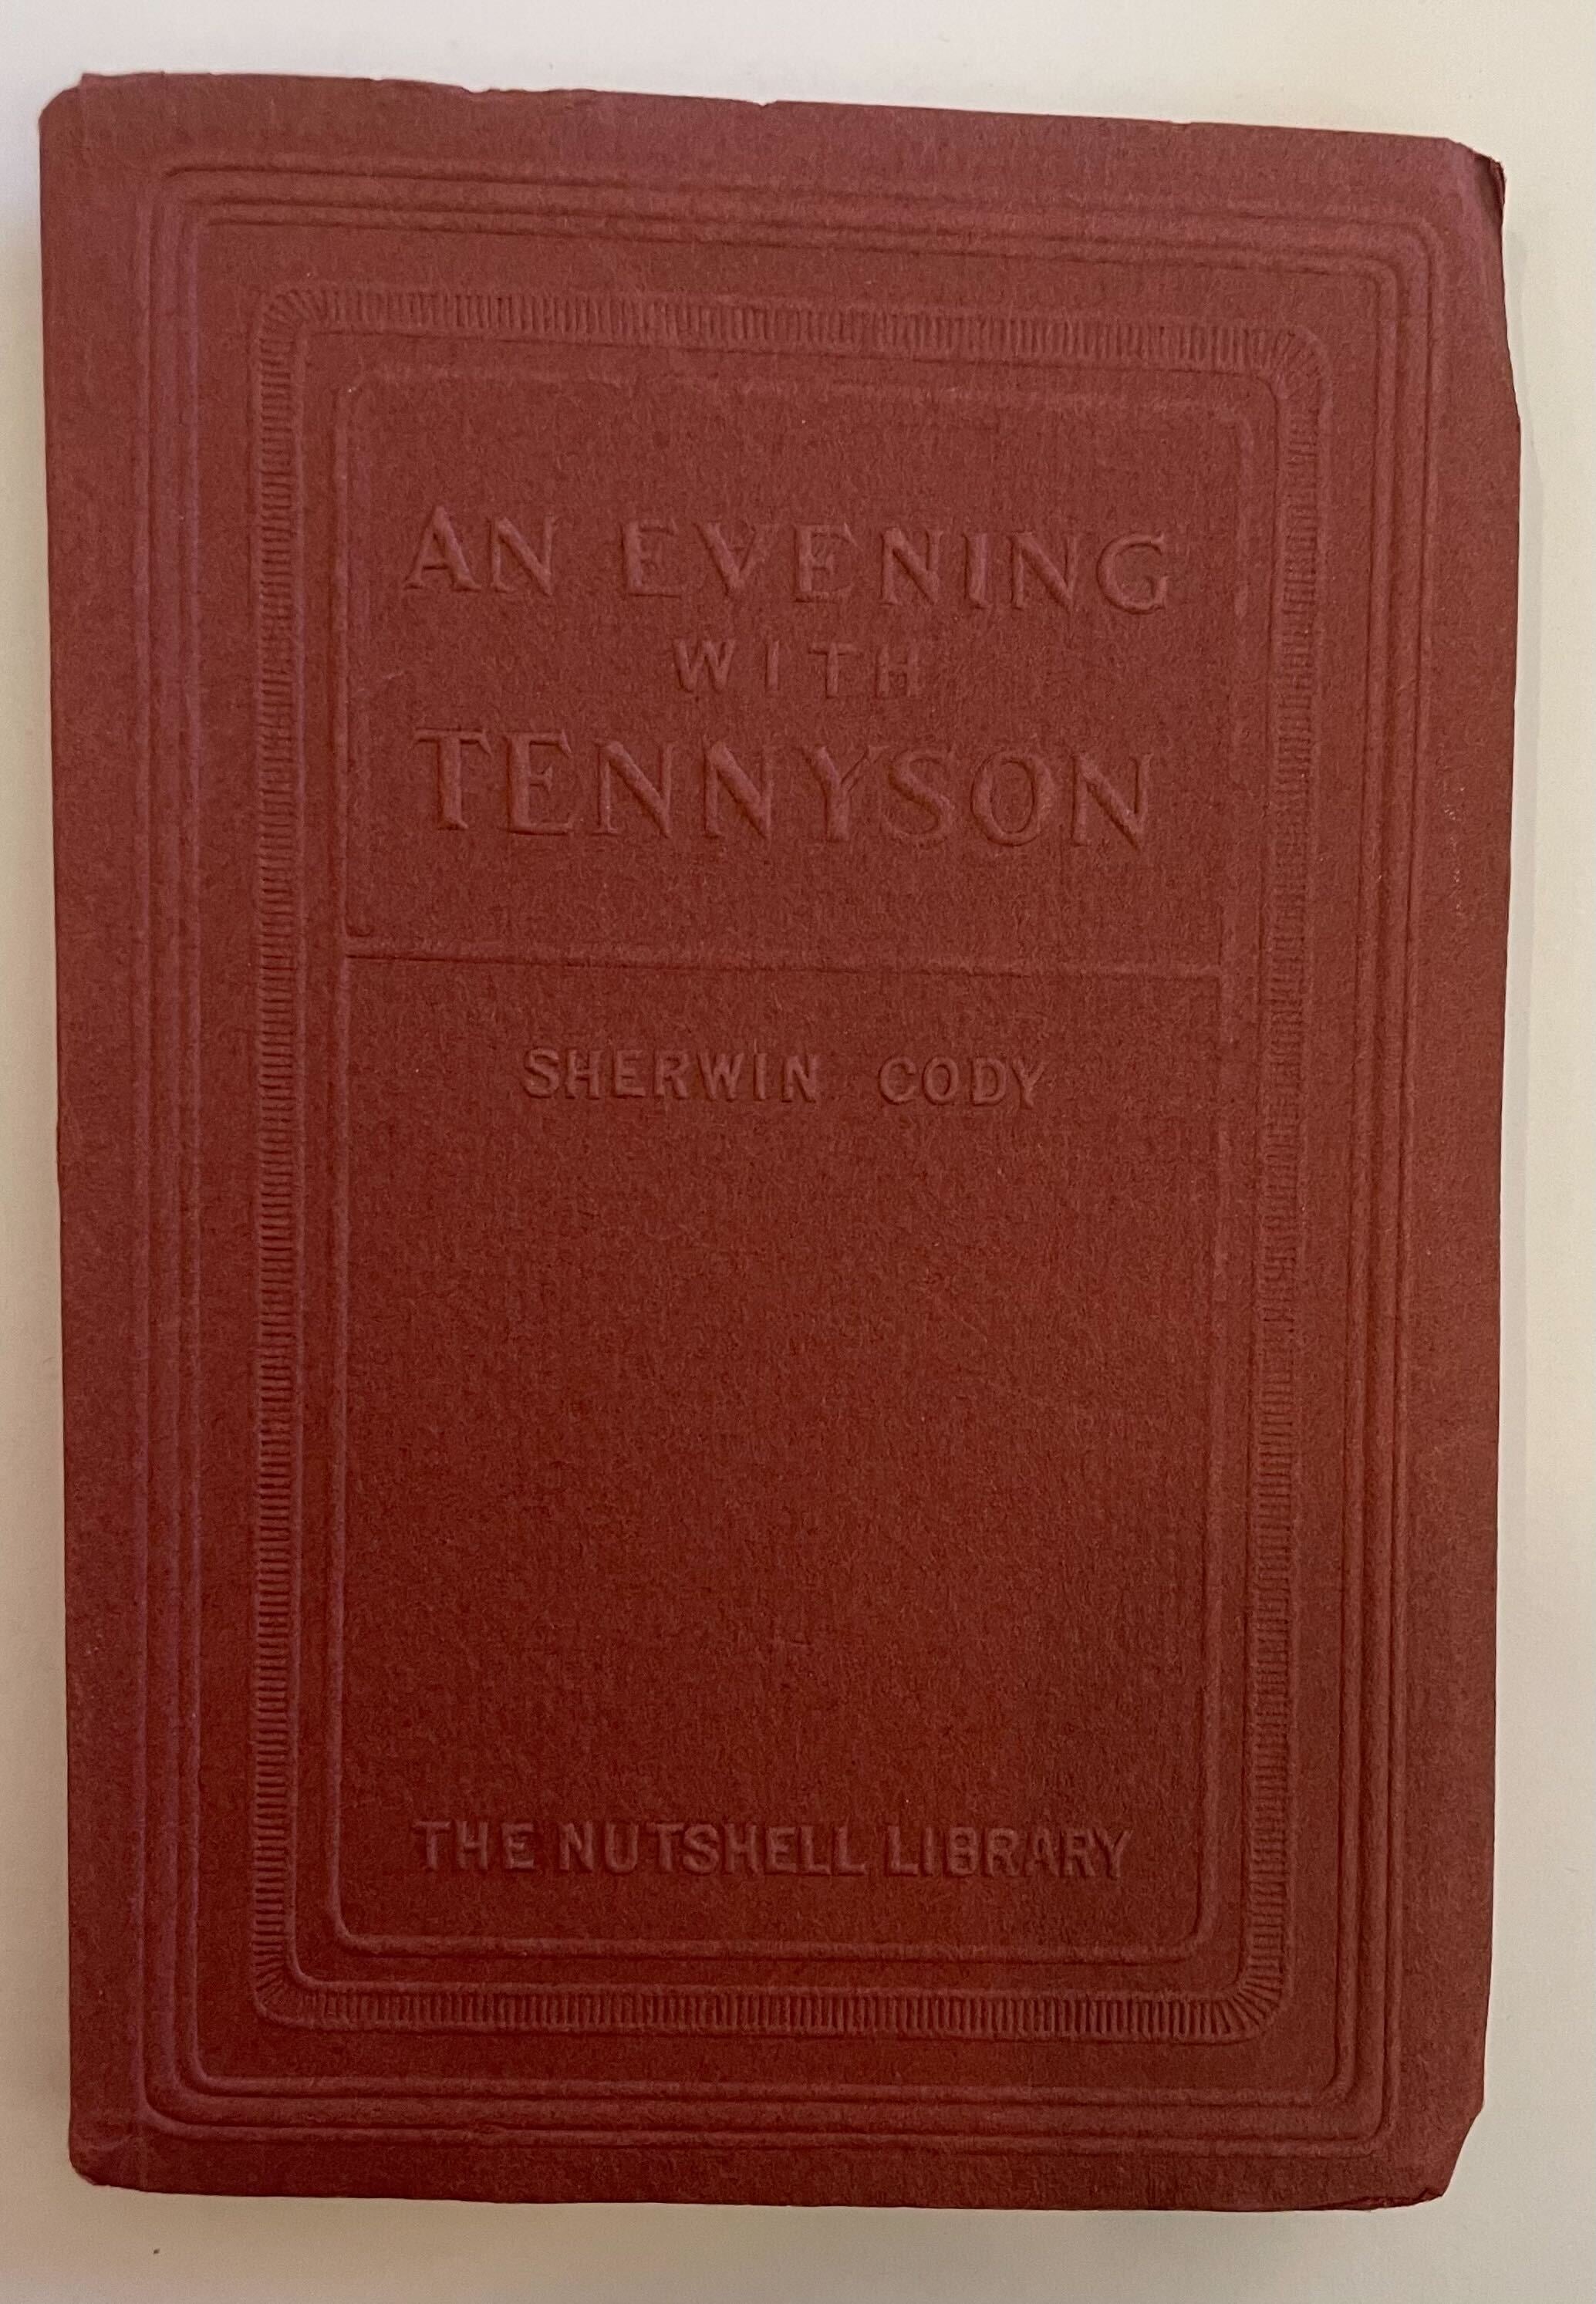 AN EVENING
WITH
TENNYSON
SHERWIN CODY
THE NUTSHELL LIBRARY